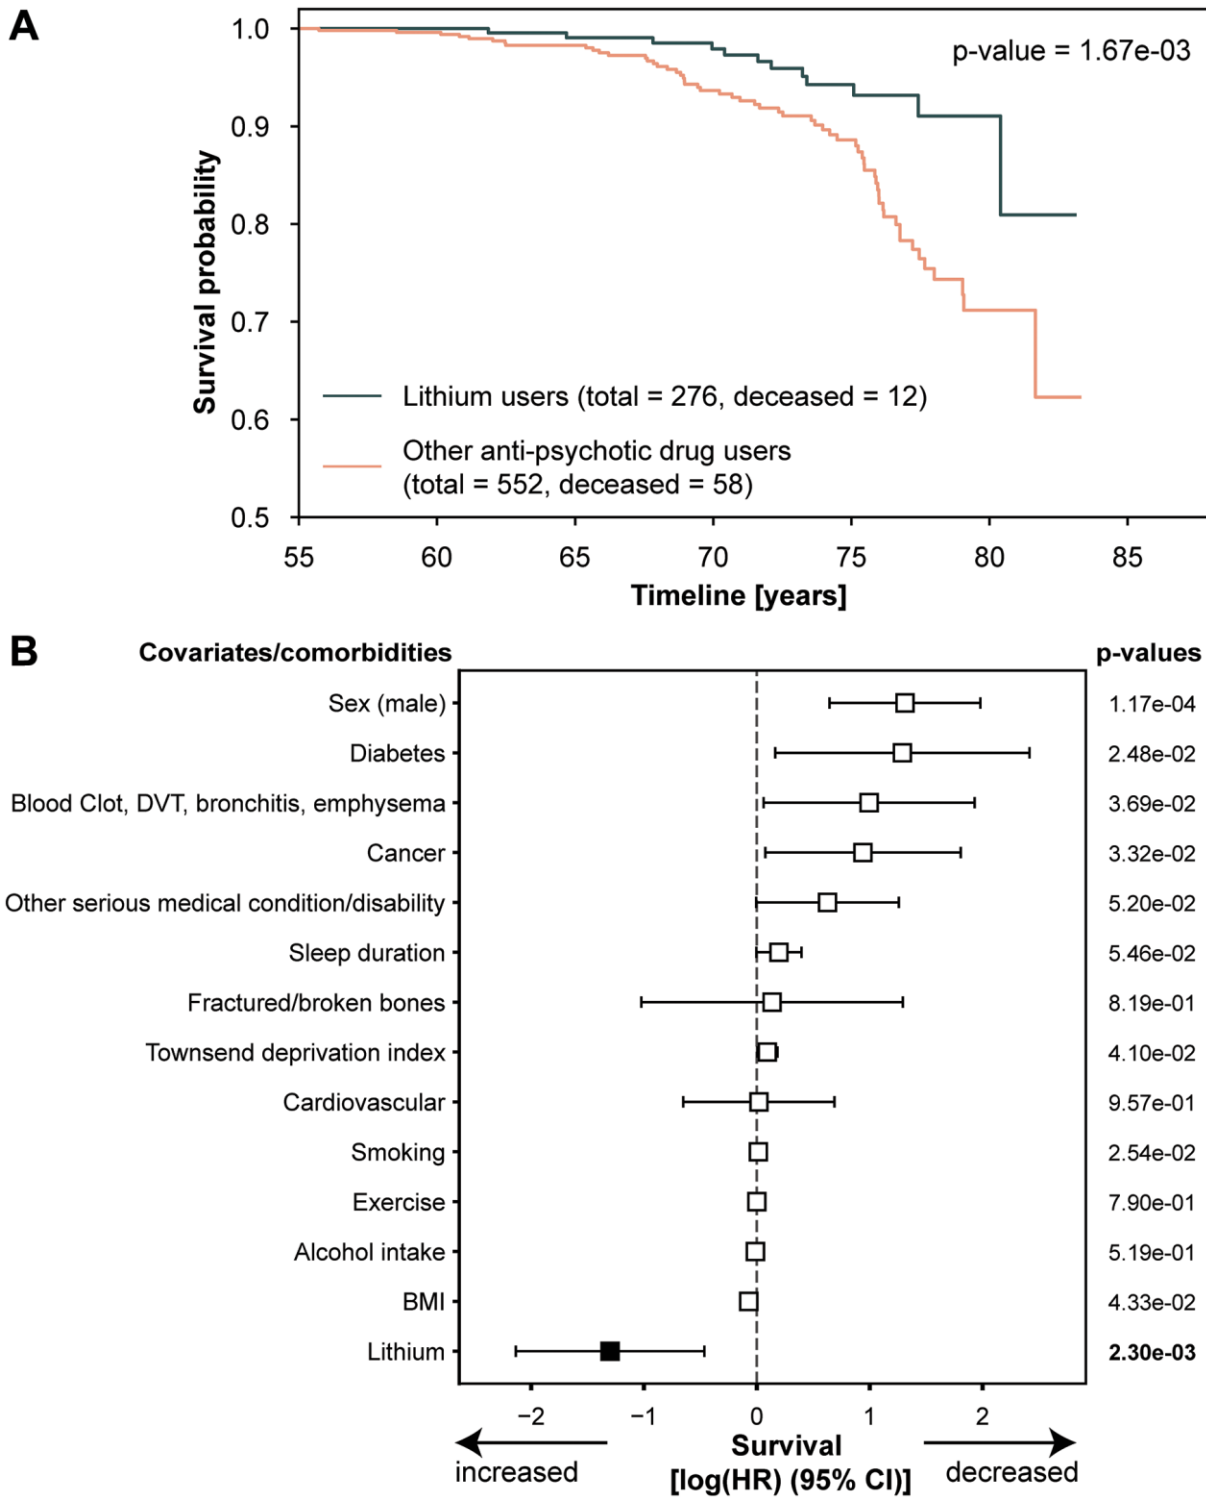 A
1.0
0.9
0.8
0.7
0.6
0.5
Survival probability
p-value = 1.67e-03
Lithium users (total = 276, deceased = 12)
Other anti-psychotic drug users
(total = 552, deceased = 58)
55 60 65 70 75 80 85
Timeline [years]
B
Covariates/comorbidities p-values
Sex (male) 1.17e-04
Diabetes 2.48e-02
Blood Clot, DVT, bronchitis, emphysema 3.69e-02
Cancer 3.32e-02
Other serious medical condition/disability 5.20e-02
Sleep duration 5.46e-02
Fractured/broken bones 8.19e-01
Townsend deprivation index 4.10e-02
Cardiovascular 9.57e-01
Smoking 2.54e-02
Exercise 7.90e-01
Alcohol intake 5.19e-01
BMI 4.33e-02
Lithium 2.30e-03
−2 −1 0 1 2
Survival
increased [log(HR) (95% CI)] decreased